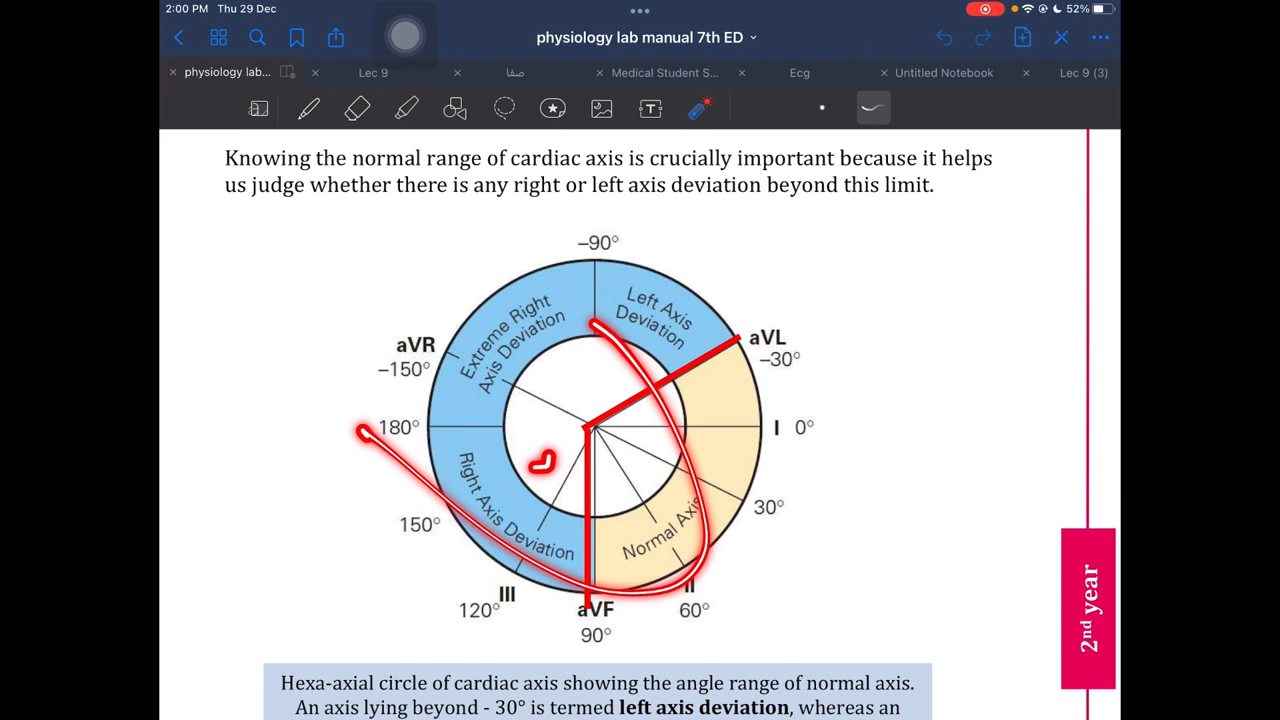 2:00 PM Thu 29 Dec
52%
physiology lab manual 7th ED
physiology lab...
Lec 9
صفا
Medical Student S...
Ecg
Untitled Notebook
Lec 9 (3)
T
Knowing the normal range of cardiac axis is crucially important because it helps
us judge whether there is any right or left axis deviation beyond this limit.
–90°
Left Axis
Deviation
Extreme Right
Axis Deviation
aVR
–150°
aVL
–30°
180°
I 0°
Right Axis Deviation
Normal Axis
150°
30°
III
120°
aVF
90°
II
60°
2nd year
Hexa-axial circle of cardiac axis showing the angle range of normal axis.
An axis lying beyond - 30° is termed left axis deviation, whereas an